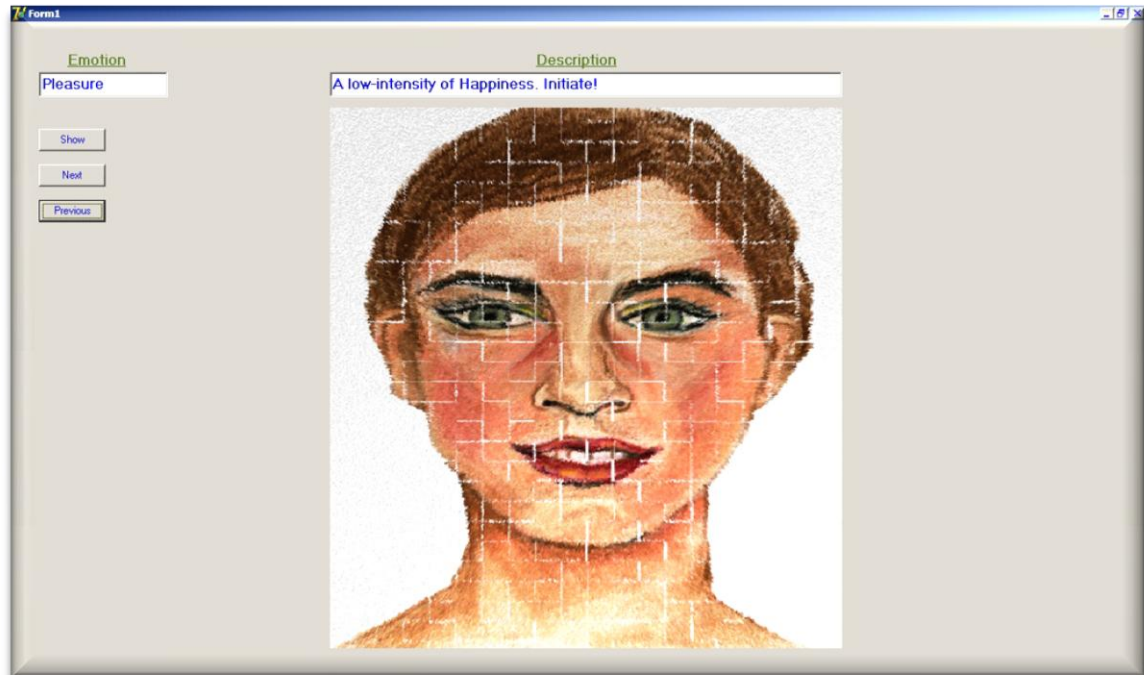 Form1
Emotion
Description
Pleasure
A low-intensity of Happiness. Initiate!
Show
Next
Previous